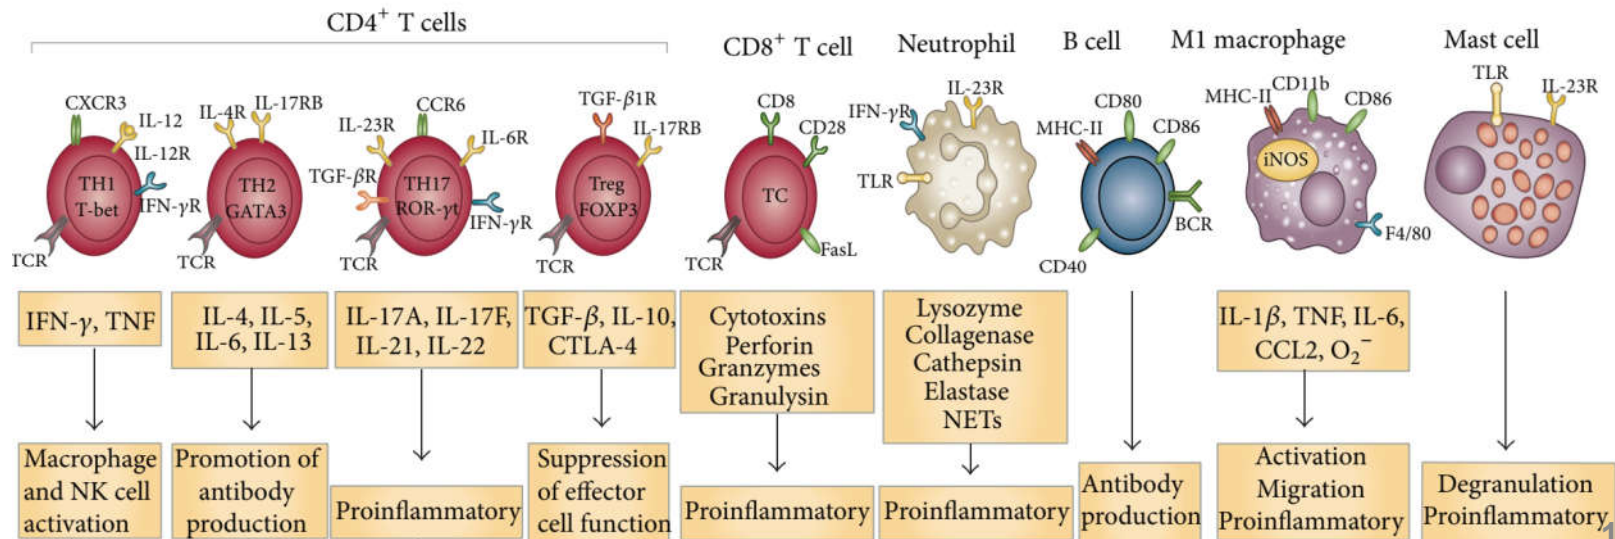 CD4+ T cells
CD8+ T cell
Neutrophil
B cell
M1 macrophage
Mast cell
CXCR3
IL-12
IL-12R
IFN-γR
TH1
T-bet
TCR
IL-4R
IL-17RB
TH2
GATA3
TCR
IL-23R
CCR6
IL-6R
TGF-βR
TH17
ROR-γt
IFN-γR
TCR
TGF-β1R
IL-17RB
Treg
FOXP3
TCR
CD8
CD28
TC
FasL
TCR
IFN-γR
IL-23R
TLR
CD80
MHC-II
CD86
BCR
CD40
MHC-II
CD11b
CD86
iNOS
F4/80
TLR
IL-23R
IFN-γ, TNF
IL-4, IL-5,
IL-6, IL-13
IL-17A, IL-17F,
IL-21, IL-22
TGF-β, IL-10,
CTLA-4
Cytotoxins
Perforin
Granzymes
Granulysin
Lysozyme
Collagenase
Cathepsin
Elastase
NETs
IL-1β, TNF, IL-6,
CCL2, O2−
Macrophage
and NK cell
activation
Promotion of
antibody
production
Proinflammatory
Suppression
of effector
cell function
Proinflammatory
Proinflammatory
Antibody
production
Activation
Migration
Proinflammatory
Degranulation
Proinflammatory
1